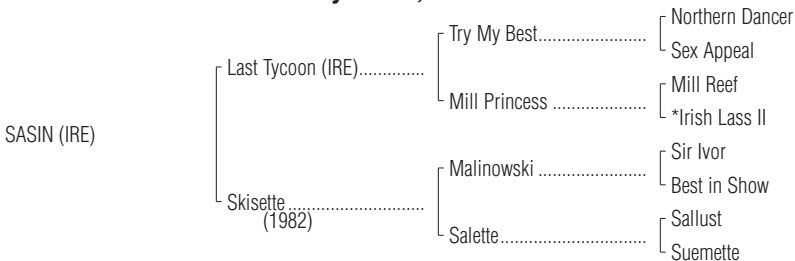 Northern Dancer
Try My Best
Sex Appeal
Last Tycoon (IRE)
Mill Reef
Mill Princess
*Irish Lass II
SASIN (IRE)
Sir Ivor
Malinowski
Best in Show
Skisette
(1982)
Sallust
Salette
Suemette